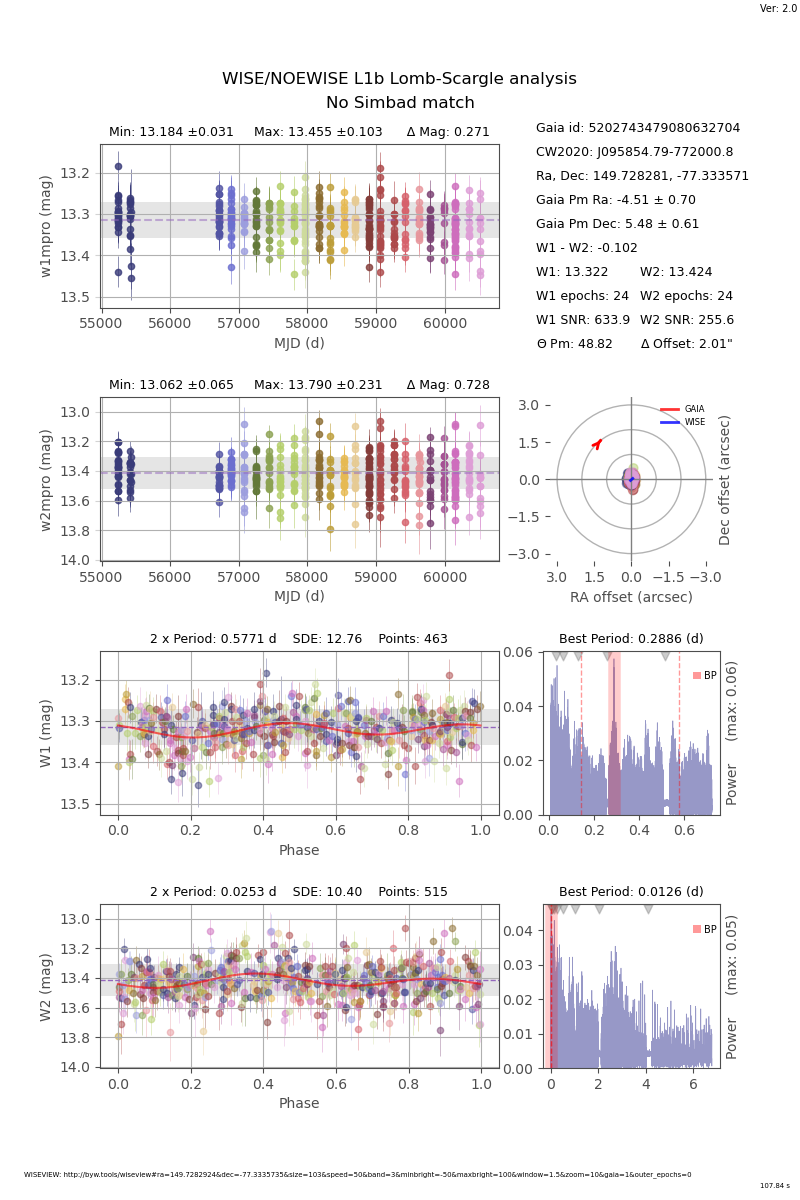 Ver: 2.0
WISE/NOEWISE L1b Lomb-Scargle analysis
No Simbad match
Min: 13.184 ±0.031 Max: 13.455 ±0.103 Δ Mag: 0.271
13.2
13.3
13.4
13.5
w1mpro (mag)
55000 56000 57000 58000 59000 60000
MJD (d)
Gaia id: 5202743479080632704
CW2020: J095854.79-772000.8
Ra, Dec: 149.728281, -77.333571
Gaia Pm Ra: -4.51 ± 0.70
Gaia Pm Dec: 5.48 ± 0.61
W1 - W2: -0.102
W1: 13.322 W2: 13.424
W1 epochs: 24 W2 epochs: 24
W1 SNR: 633.9 W2 SNR: 255.6
Θ Pm: 48.82 Δ Offset: 2.01"
Min: 13.062 ±0.065 Max: 13.790 ±0.231 Δ Mag: 0.728
13.0
13.2
13.4
13.6
13.8
14.0
w2mpro (mag)
55000 56000 57000 58000 59000 60000
MJD (d)
GAIA
WISE
3.0
1.5
0.0
−1.5
−3.0
Dec offset (arcsec)
3.0 1.5 0.0 −1.5 −3.0
RA offset (arcsec)
2 x Period: 0.5771 d SDE: 12.76 Points: 463
13.2
13.3
13.4
13.5
W1 (mag)
0.0 0.2 0.4 0.6 0.8 1.0
Phase
Best Period: 0.2886 (d)
BP
0.06
0.04
0.02
0.00
Power (max: 0.06)
0.0 0.2 0.4 0.6
2 x Period: 0.0253 d SDE: 10.40 Points: 515
13.0
13.2
13.4
13.6
13.8
14.0
W2 (mag)
0.0 0.2 0.4 0.6 0.8 1.0
Phase
Best Period: 0.0126 (d)
BP
0.04
0.03
0.02
0.01
0.00
Power (max: 0.05)
0 2 4 6
WISEVIEW: http://byw.tools/wiseview#ra=149.7282924&dec=-77.3335735&size=103&speed=50&band=3&minbright=-50&maxbright=100&window=1.5&zoom=10&gaia=1&outer_epochs=0
107.84 s